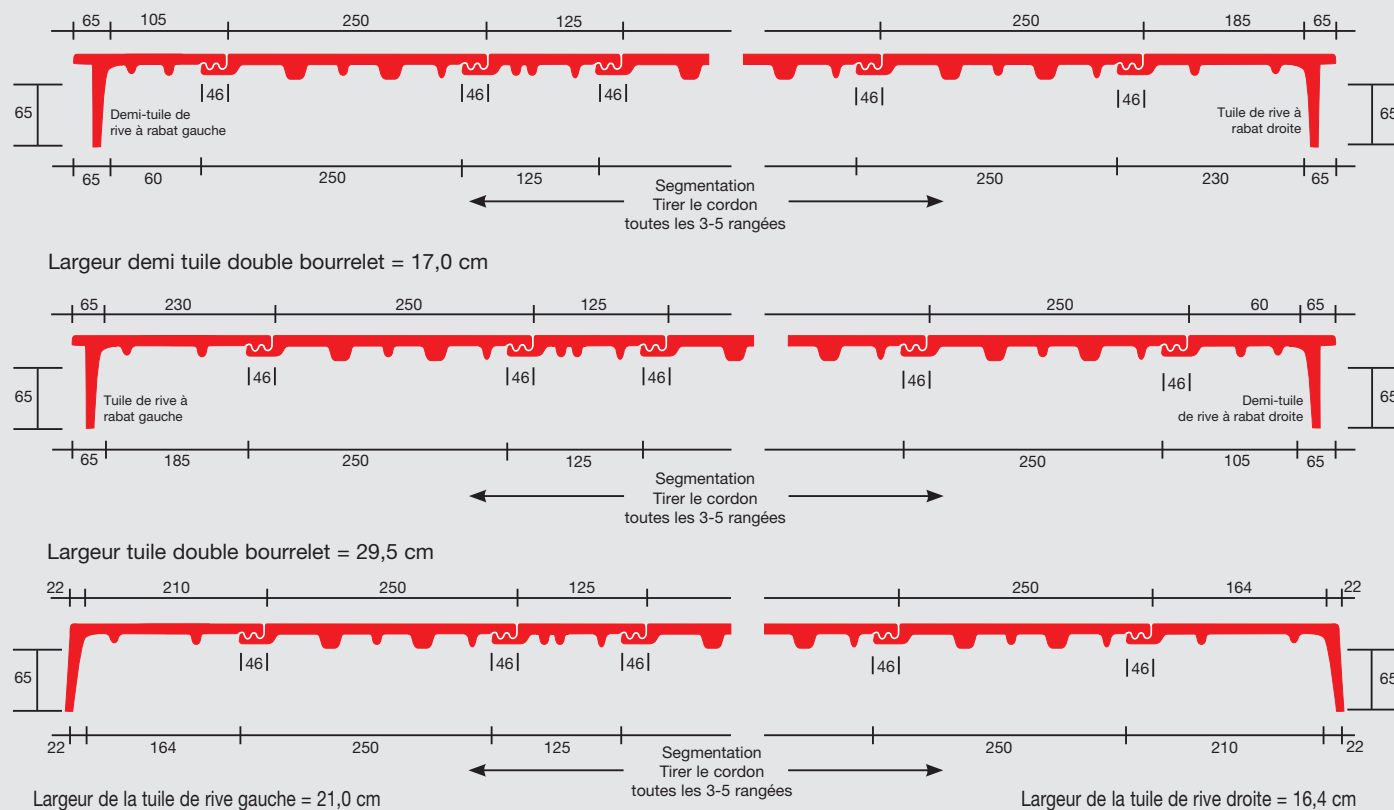 65 105 250 125 250 185 65
46 46 46 46 46
65 Demi-tuile de
rive à rabat gauche
Tuile de rive à
rabat droite 65
65 60 250 125 250 230 65
Segmentation
Tirer le cordon
toutes les 3-5 rangées
Largeur demi tuile double bourrelet = 17,0 cm
65 230 250 125 250 60 65
46 46 46 46 46
65 Tuile de rive à
rabat gauche
Demi-tuile
de rive à rabat droite 65
65 185 250 125 250 105 65
Segmentation
Tirer le cordon
toutes les 3-5 rangées
Largeur tuile double bourrelet = 29,5 cm
22 210 250 125 250 164 22
46 46 46 46 46
65 65
22 164 250 125 250 210 22
Segmentation
Tirer le cordon
toutes les 3-5 rangées
Largeur de la tuile de rive gauche = 21,0 cm
Largeur de la tuile de rive droite = 16,4 cm